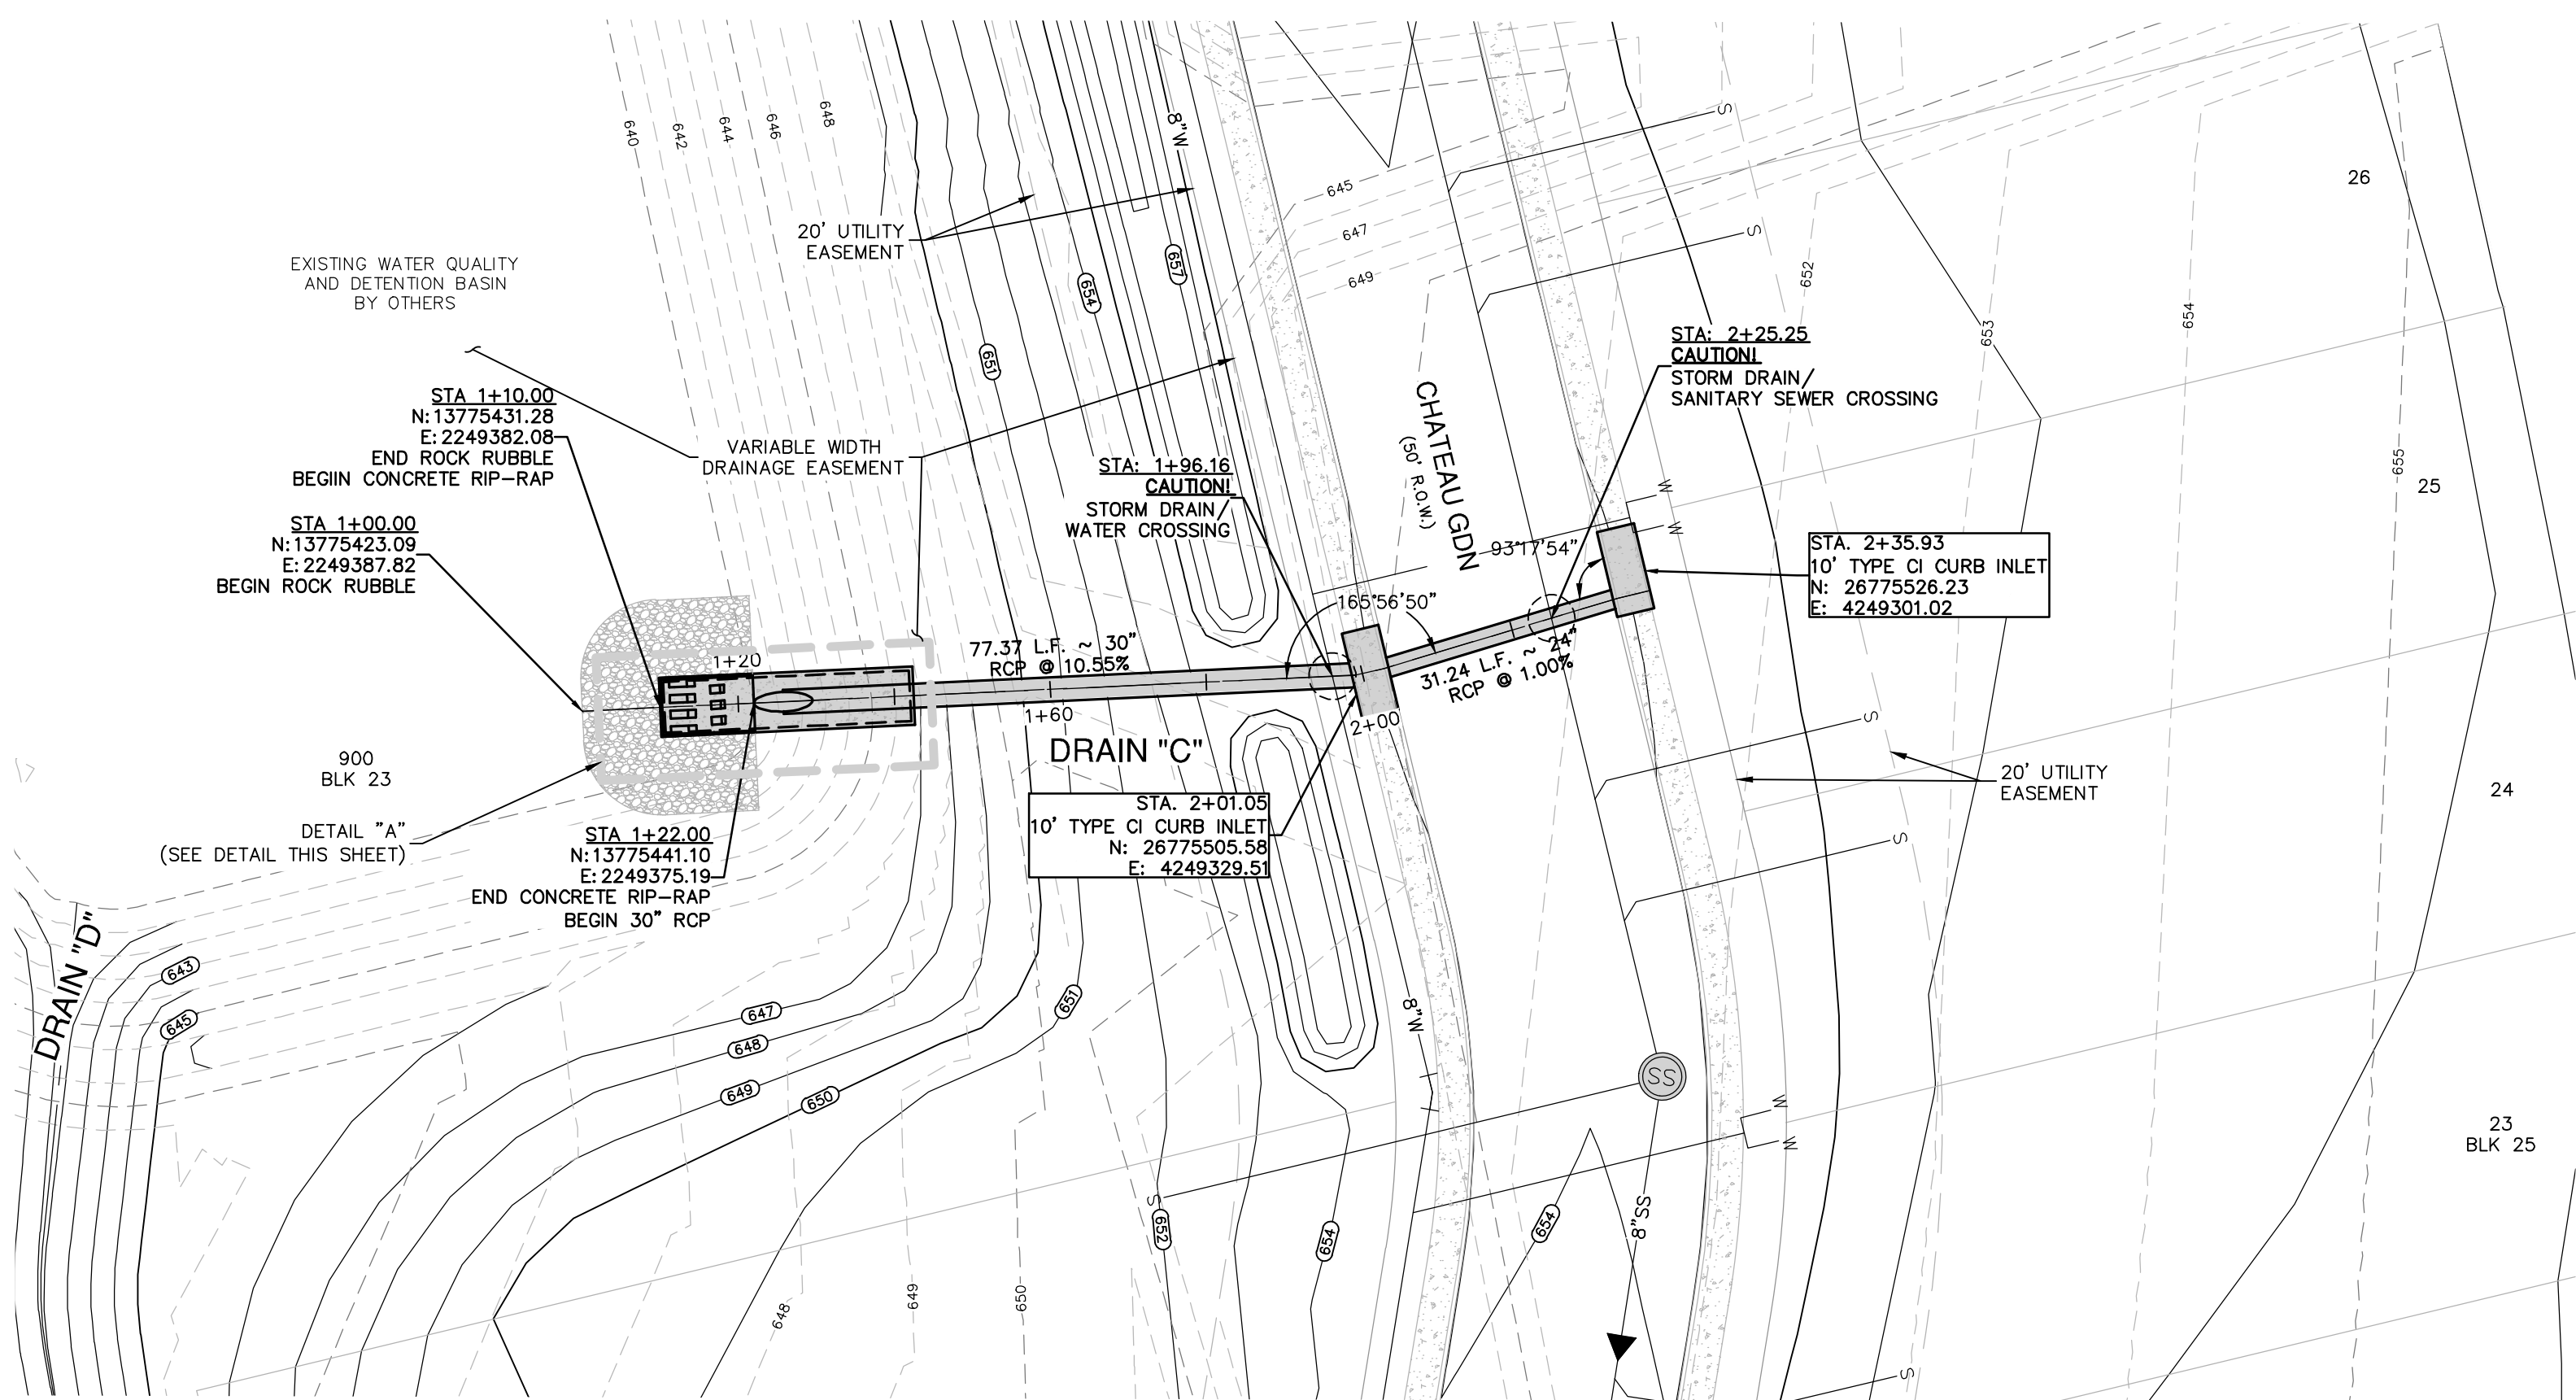 640
642
644
646
648
8"W
S
645
647
649
S
26
20' UTILITY
EASEMENT
657
654
651
652
653
654
655
EXISTING WATER QUALITY
AND DETENTION BASIN
BY OTHERS
STA: 2+25.25
CAUTION!
STORM DRAIN/
SANITARY SEWER CROSSING
STA 1+10.00
N:13775431.28
E:2249382.08
END ROCK RUBBLE
BEGIIN CONCRETE RIP-RAP
CHATEAU GDN
(50' R.O.W.)
VARIABLE WIDTH
DRAINAGE EASEMENT
STA: 1+96.16
CAUTION!
STORM DRAIN/
WATER CROSSING
W
W
25
STA 1+00.00
N:13775423.09
E:2249387.82
BEGIN ROCK RUBBLE
93°17'54"
STA. 2+35.93
10' TYPE CI CURB INLET
N: 26775526.23
E: 4249301.02
165°56'50"
77.37 L.F. ~ 30"
RCP @ 10.55%
31.24 L.F. ~ 24"
RCP @ 1.00%
1+20
1+60
2+00
DRAIN "C"
S
900
BLK 23
20' UTILITY
EASEMENT
24
DETAIL "A"
(SEE DETAIL THIS SHEET)
STA 1+22.00
N:13775441.10
E:2249375.19
END CONCRETE RIP-RAP
BEGIN 30" RCP
STA. 2+01.05
10' TYPE CI CURB INLET
N: 26775505.58
E: 4249329.51
S
DRAIN "D"
643
645
647
648
649
650
651
8"W
SS
W
W
23
BLK 25
S
652
654
654
8"SS
648
649
650
S